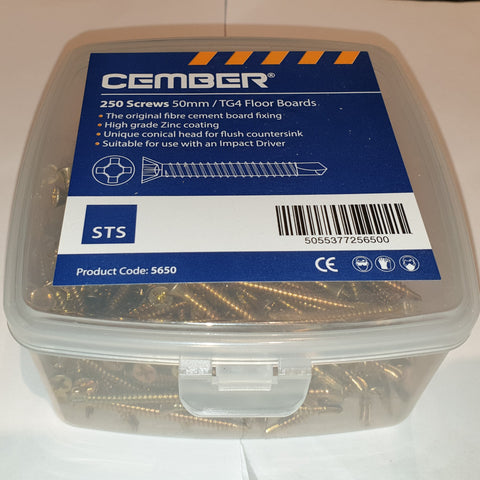 CEMBER®
250 Screws 50mm / TG4 Floor Boards
• The original fibre cement board fixing
• High grade Zinc coating
• Unique conical head for flush countersink
• Suitable for use with an Impact Driver
STS
5055377256500
Product Code: 5650
CE